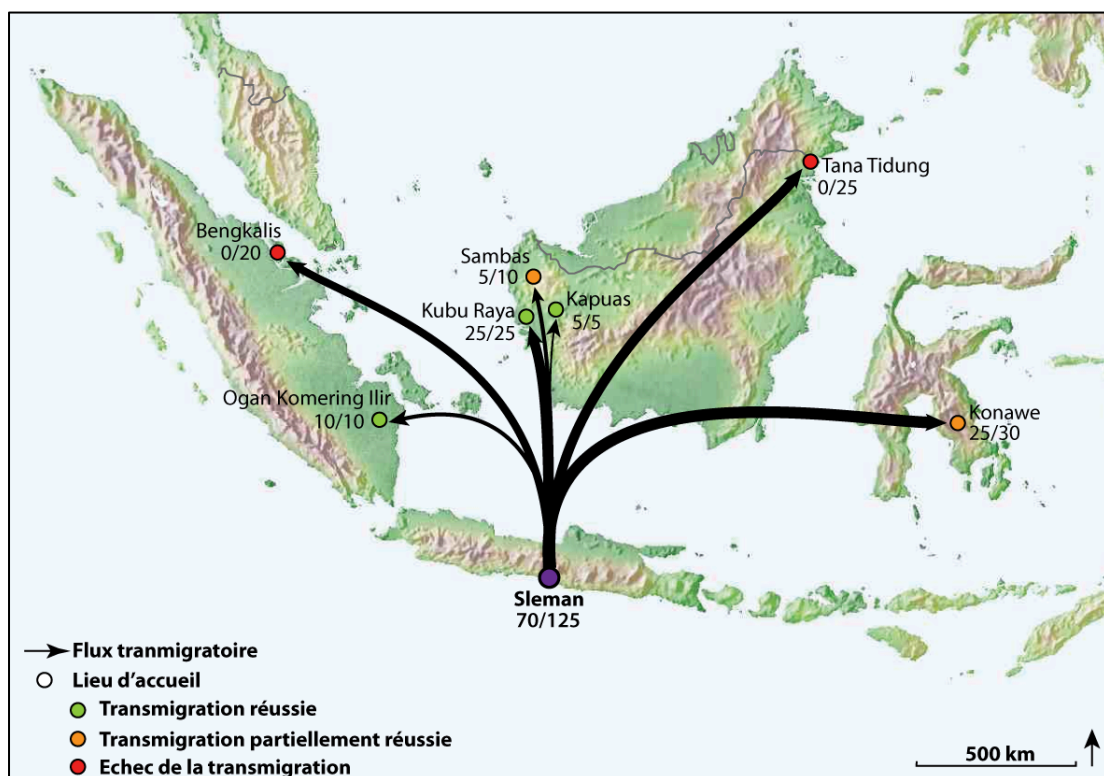 Tana Tidung
0/25
Bengkalis
0/20
Sambas
5/10
Kapuas
5/5
Kubu Raya
25/25
Ogan Komering Ilir
10/10
Konawe
25/30
Sleman
70/125
Flux tranmigratoire
Lieu d'accueil
Transmigration réussie
Transmigration partiellement réussie
Echec de la transmigration
500 km